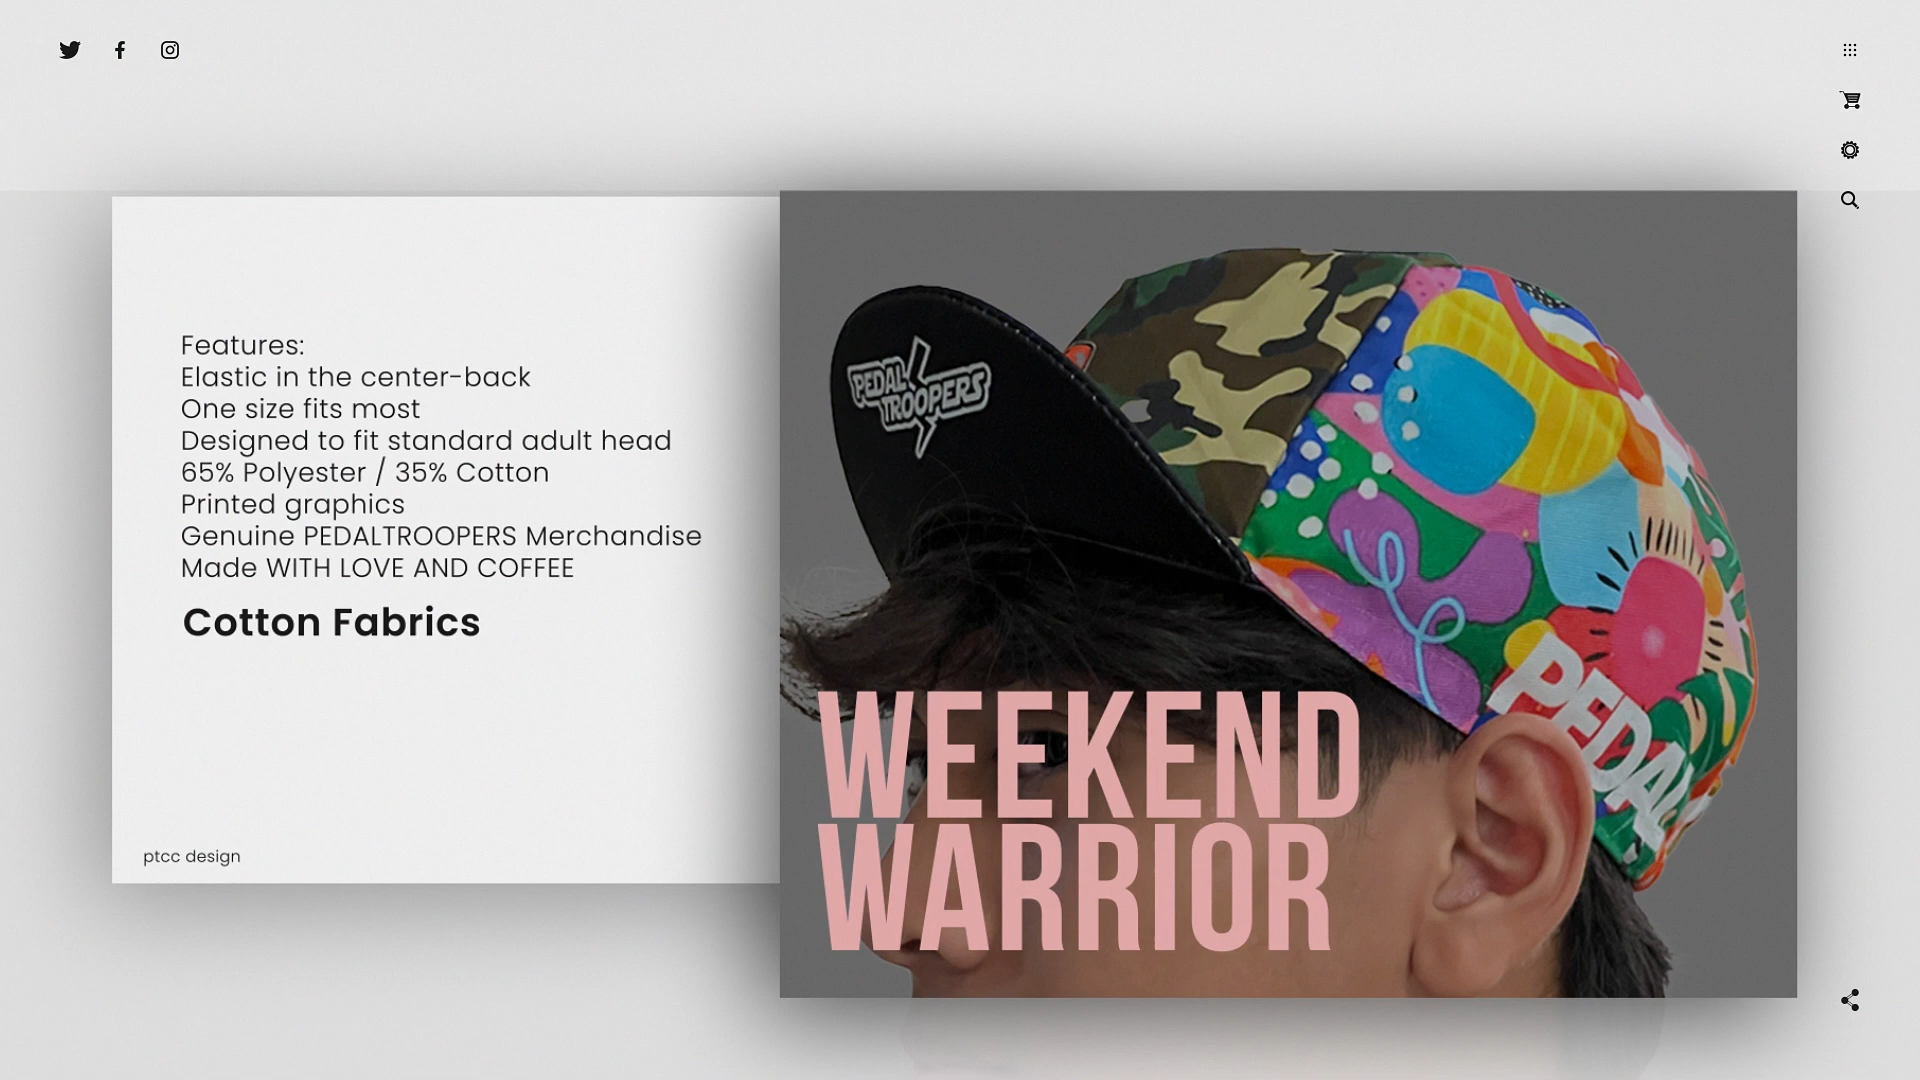 Features:
Elastic in the center-back
One size fits most
Designed to fit standard adult head
65% Polyester / 35% Cotton
Printed graphics
Genuine PEDALTROOPERS Merchandise
Made WITH LOVE AND COFFEE
Cotton Fabrics
ptcc design
PEDAL
TROOPERS
PEDAL
WEEKEND
WARRIOR